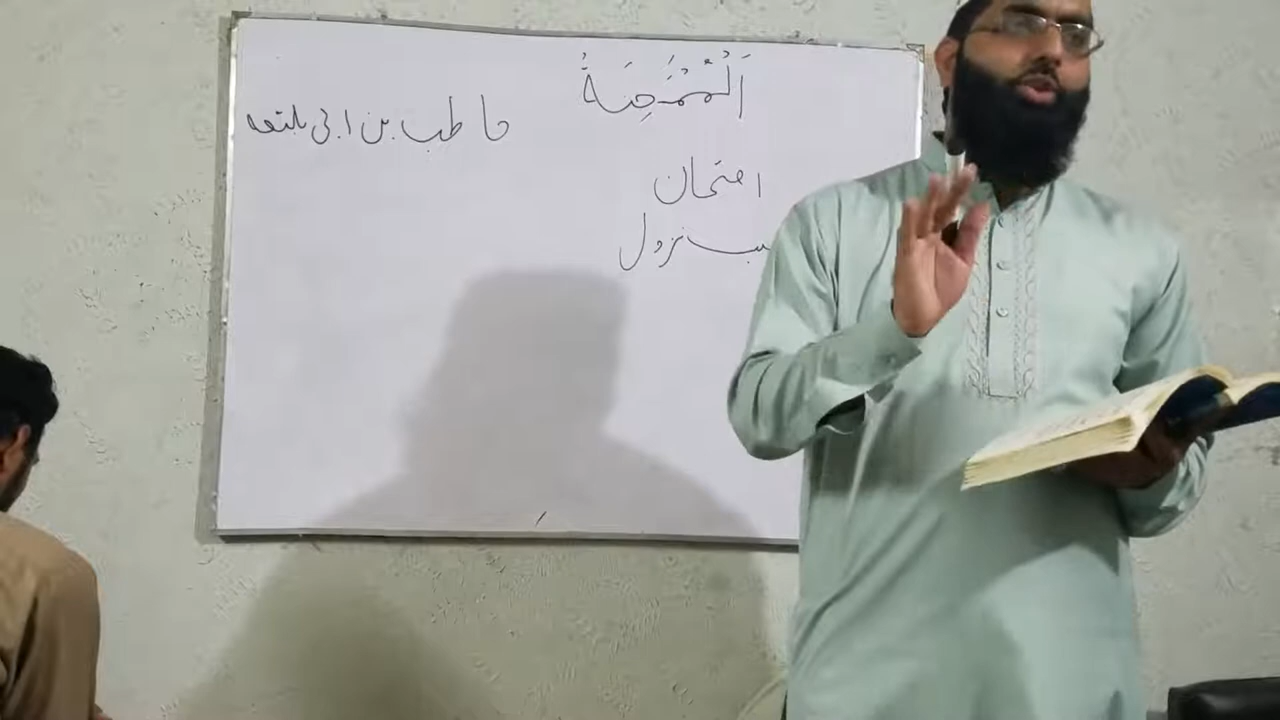 اَلْمُمْتَحِنَةُ
حاطب بن ابی بلتعہ
امتحان
نزول